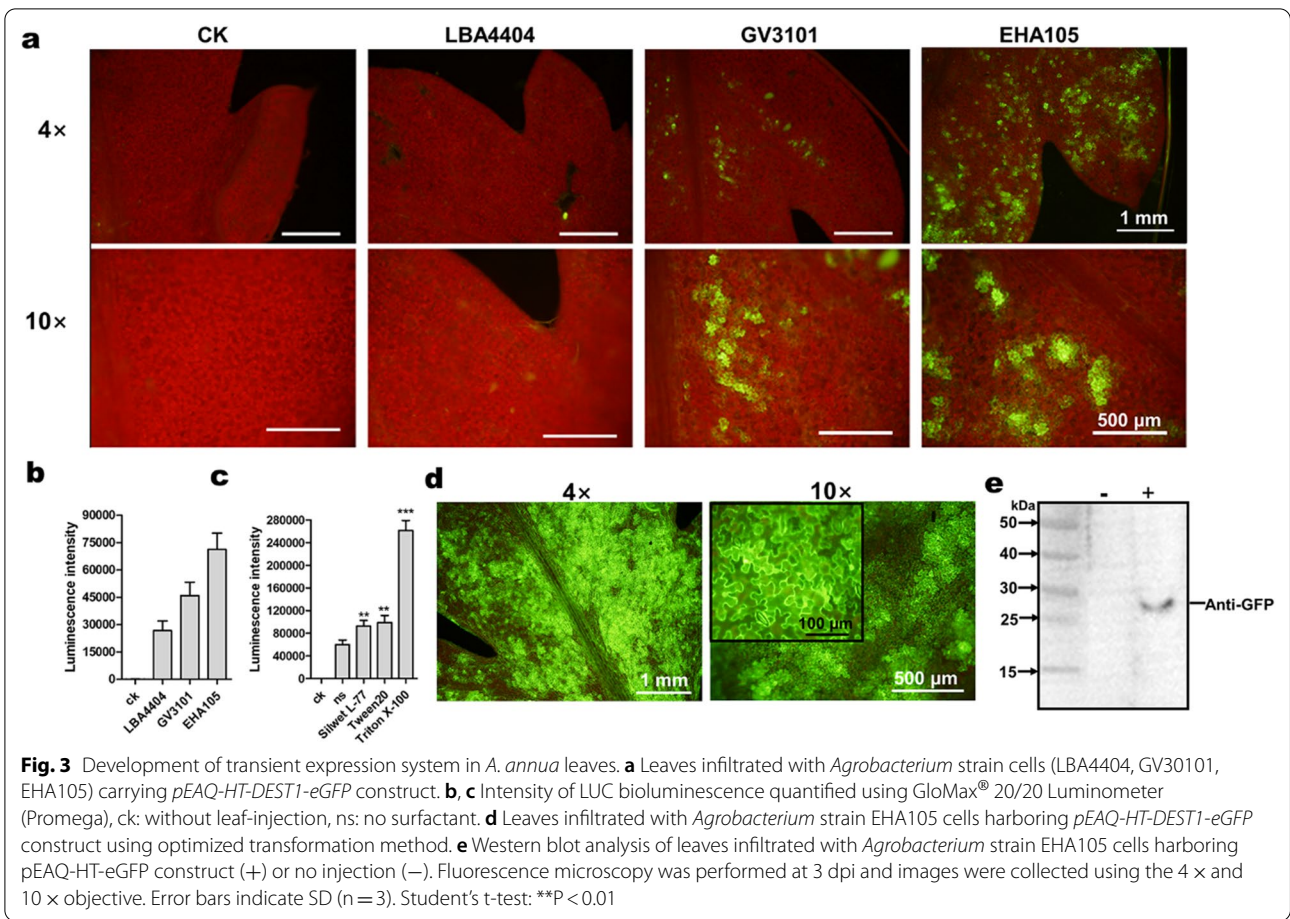 a
CK LBA4404 GV3101 EHA105
4×
1 mm
10×
500 µm
b c d e
4× 10×
- +
Luminescence intensity
90000
75000
60000
45000
30000
15000
0
ck
LBA4404
GV3101
EHA105
Luminescence intensity
280000
240000
200000
160000
120000
80000
40000
0
**
**
***
ck
ns
Silwet L-77
Tween20
Triton X-100
1 mm
100 µm
500 µm
kDa
50
40
30
25
15
Anti-GFP
Fig. 3 Development of transient expression system in A. annua leaves. a Leaves infiltrated with Agrobacterium strain cells (LBA4404, GV30101,
EHA105) carrying pEAQ-HT-DEST1-eGFP construct. b, c Intensity of LUC bioluminescence quantified using GloMax® 20/20 Luminometer
(Promega), ck: without leaf-injection, ns: no surfactant. d Leaves infiltrated with Agrobacterium strain EHA105 cells harboring pEAQ-HT-DEST1-eGFP
construct using optimized transformation method. e Western blot analysis of leaves infiltrated with Agrobacterium strain EHA105 cells harboring
pEAQ-HT-eGFP construct (+) or no injection (−). Fluorescence microscopy was performed at 3 dpi and images were collected using the 4 × and
10 × objective. Error bars indicate SD (n = 3). Student's t-test: **P < 0.01